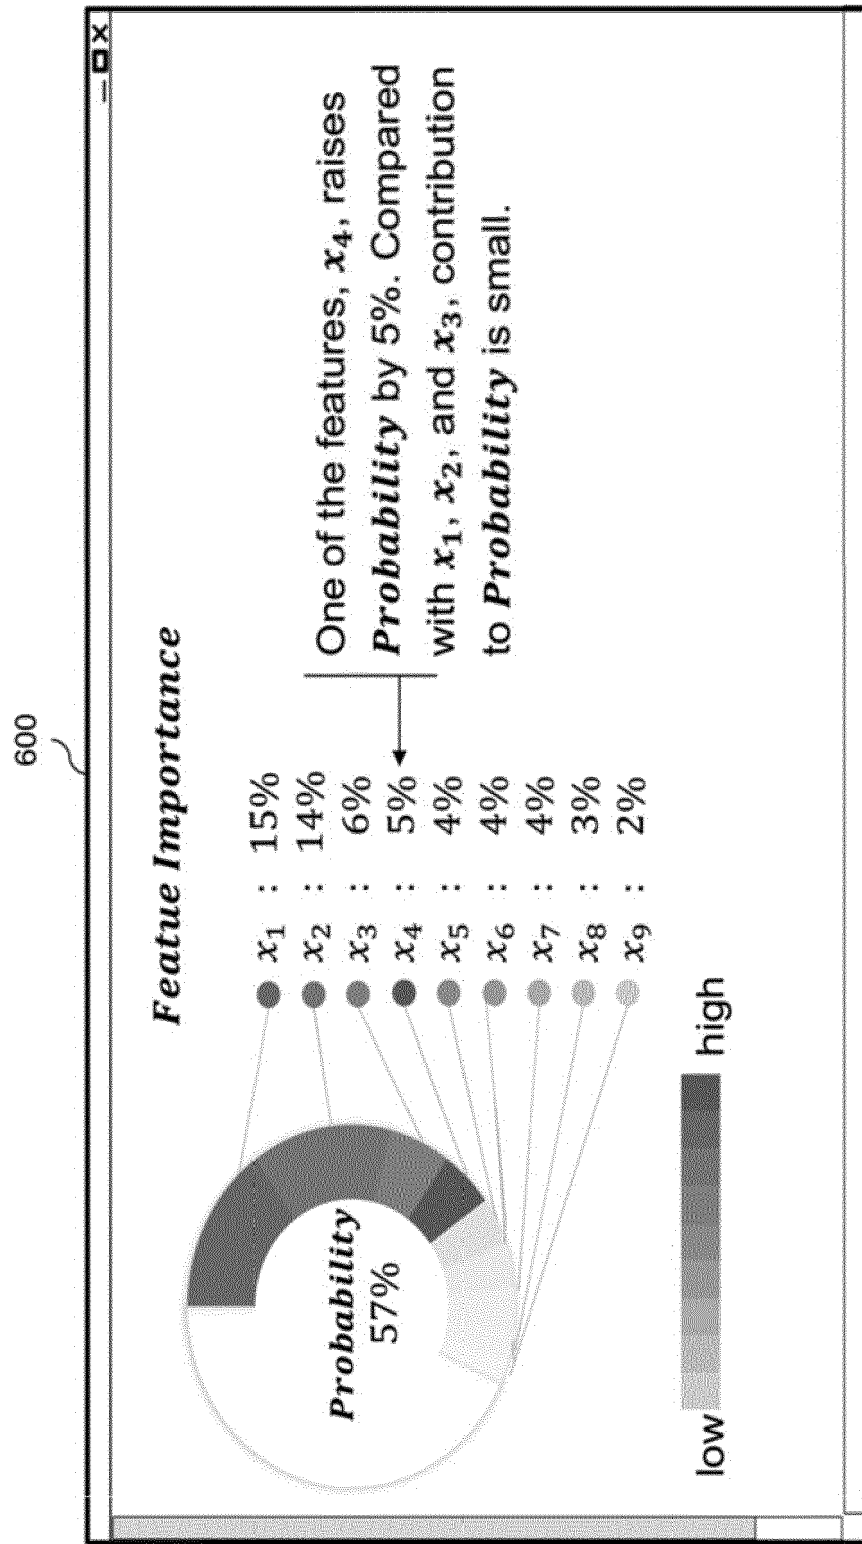 600
Featue Importance
Probability
57%
x₁ : 15%
x₂ : 14%
x₃ : 6%
x₄ : 5%
x₅ : 4%
x₆ : 4%
x₇ : 4%
x₈ : 3%
x₉ : 2%
One of the features, x₄, raises
Probability by 5%. Compared
with x₁, x₂, and x₃, contribution
to Probability is small.
low high